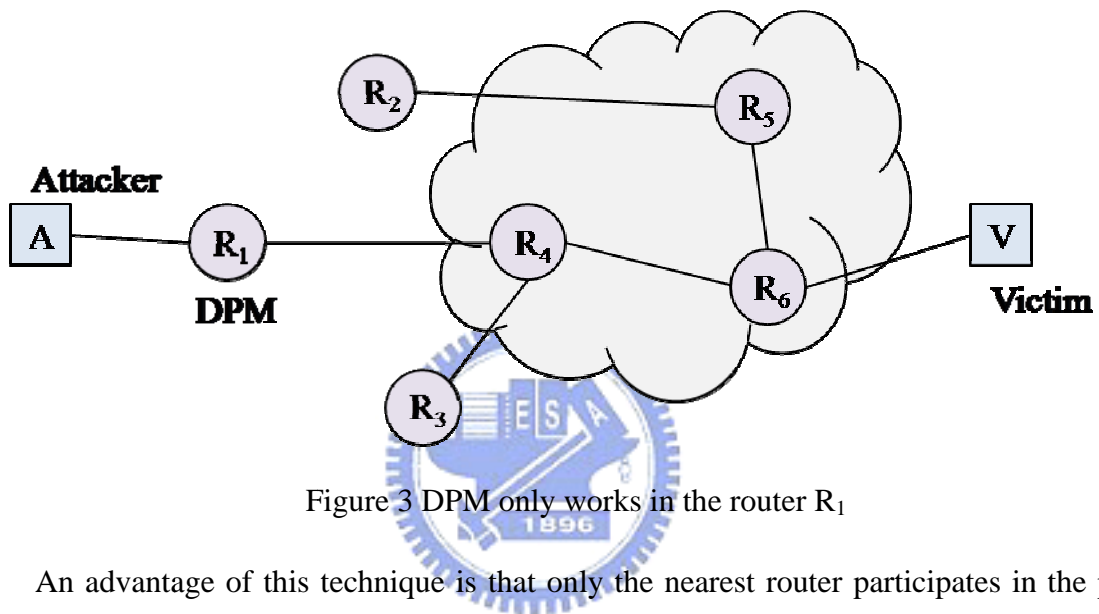 R2
R5
Attacker
A
R1
R4
V
DPM
R6
Victim
R3
E S A
Figure 3 DPM only works in the router R1
1896
An advantage of this technique is that only the nearest router participates in the